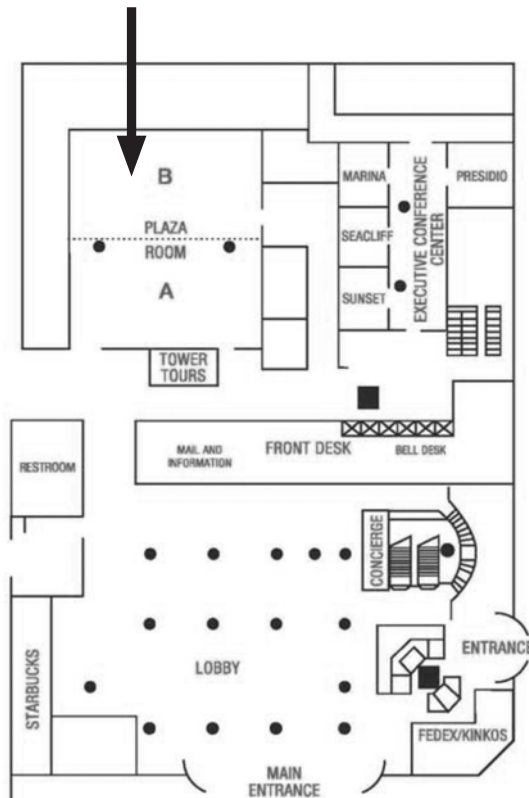 B
PLAZA
ROOM
A
TOWER
TOURS
MARINA
SEACLIFF
SUNSET
EXECUTIVE CONFERENCE
CENTER
PRESIDIO
RESTROOM
MAIL AND
INFORMATION
FRONT DESK
BELL DESK
CONCIERGE
STARBUCKS
LOBBY
ENTRANCE
FEDEX/KINKOS
MAIN
ENTRANCE